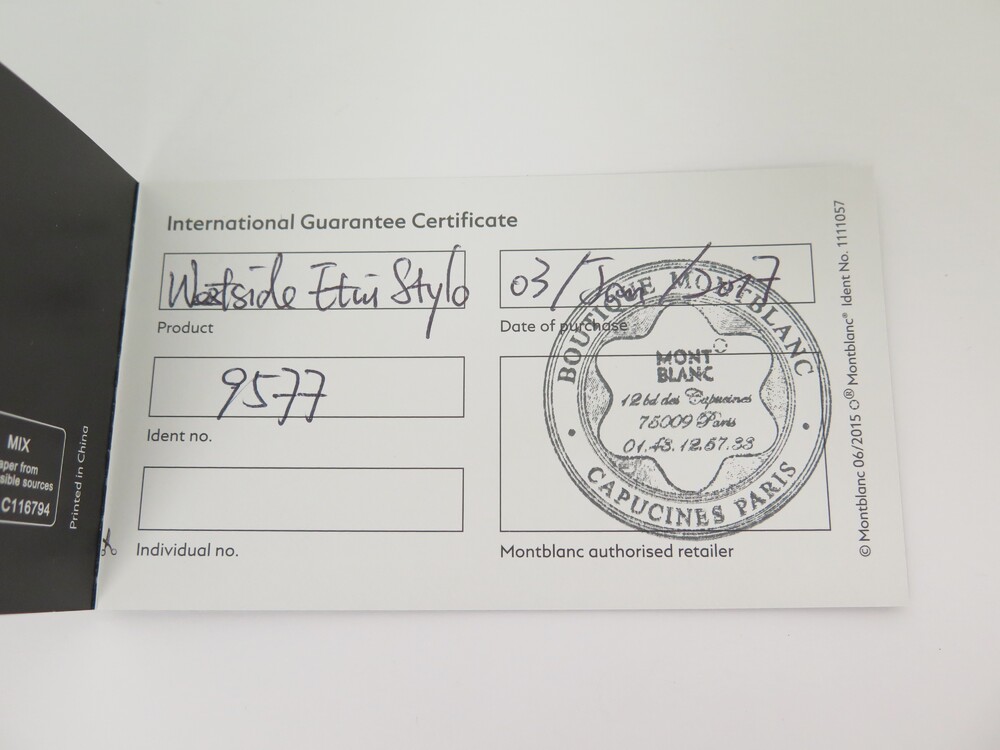 International Guarantee Certificate
Westside Etui Stylo
Product
03/
7
Date of purchase
9577
Ident no.
Individual no.
Montblanc authorised retailer
BOUTIQUE MONTBLANC
MONT
BLANC
12 bd des Capucines
75009 Paris
01.43.12.57.33
CAPUCINES PARIS
© Montblanc 06/2015 ® Montblanc® Ident No. 1111057
MIX
aper from
sible sources
C116794
Printed in China